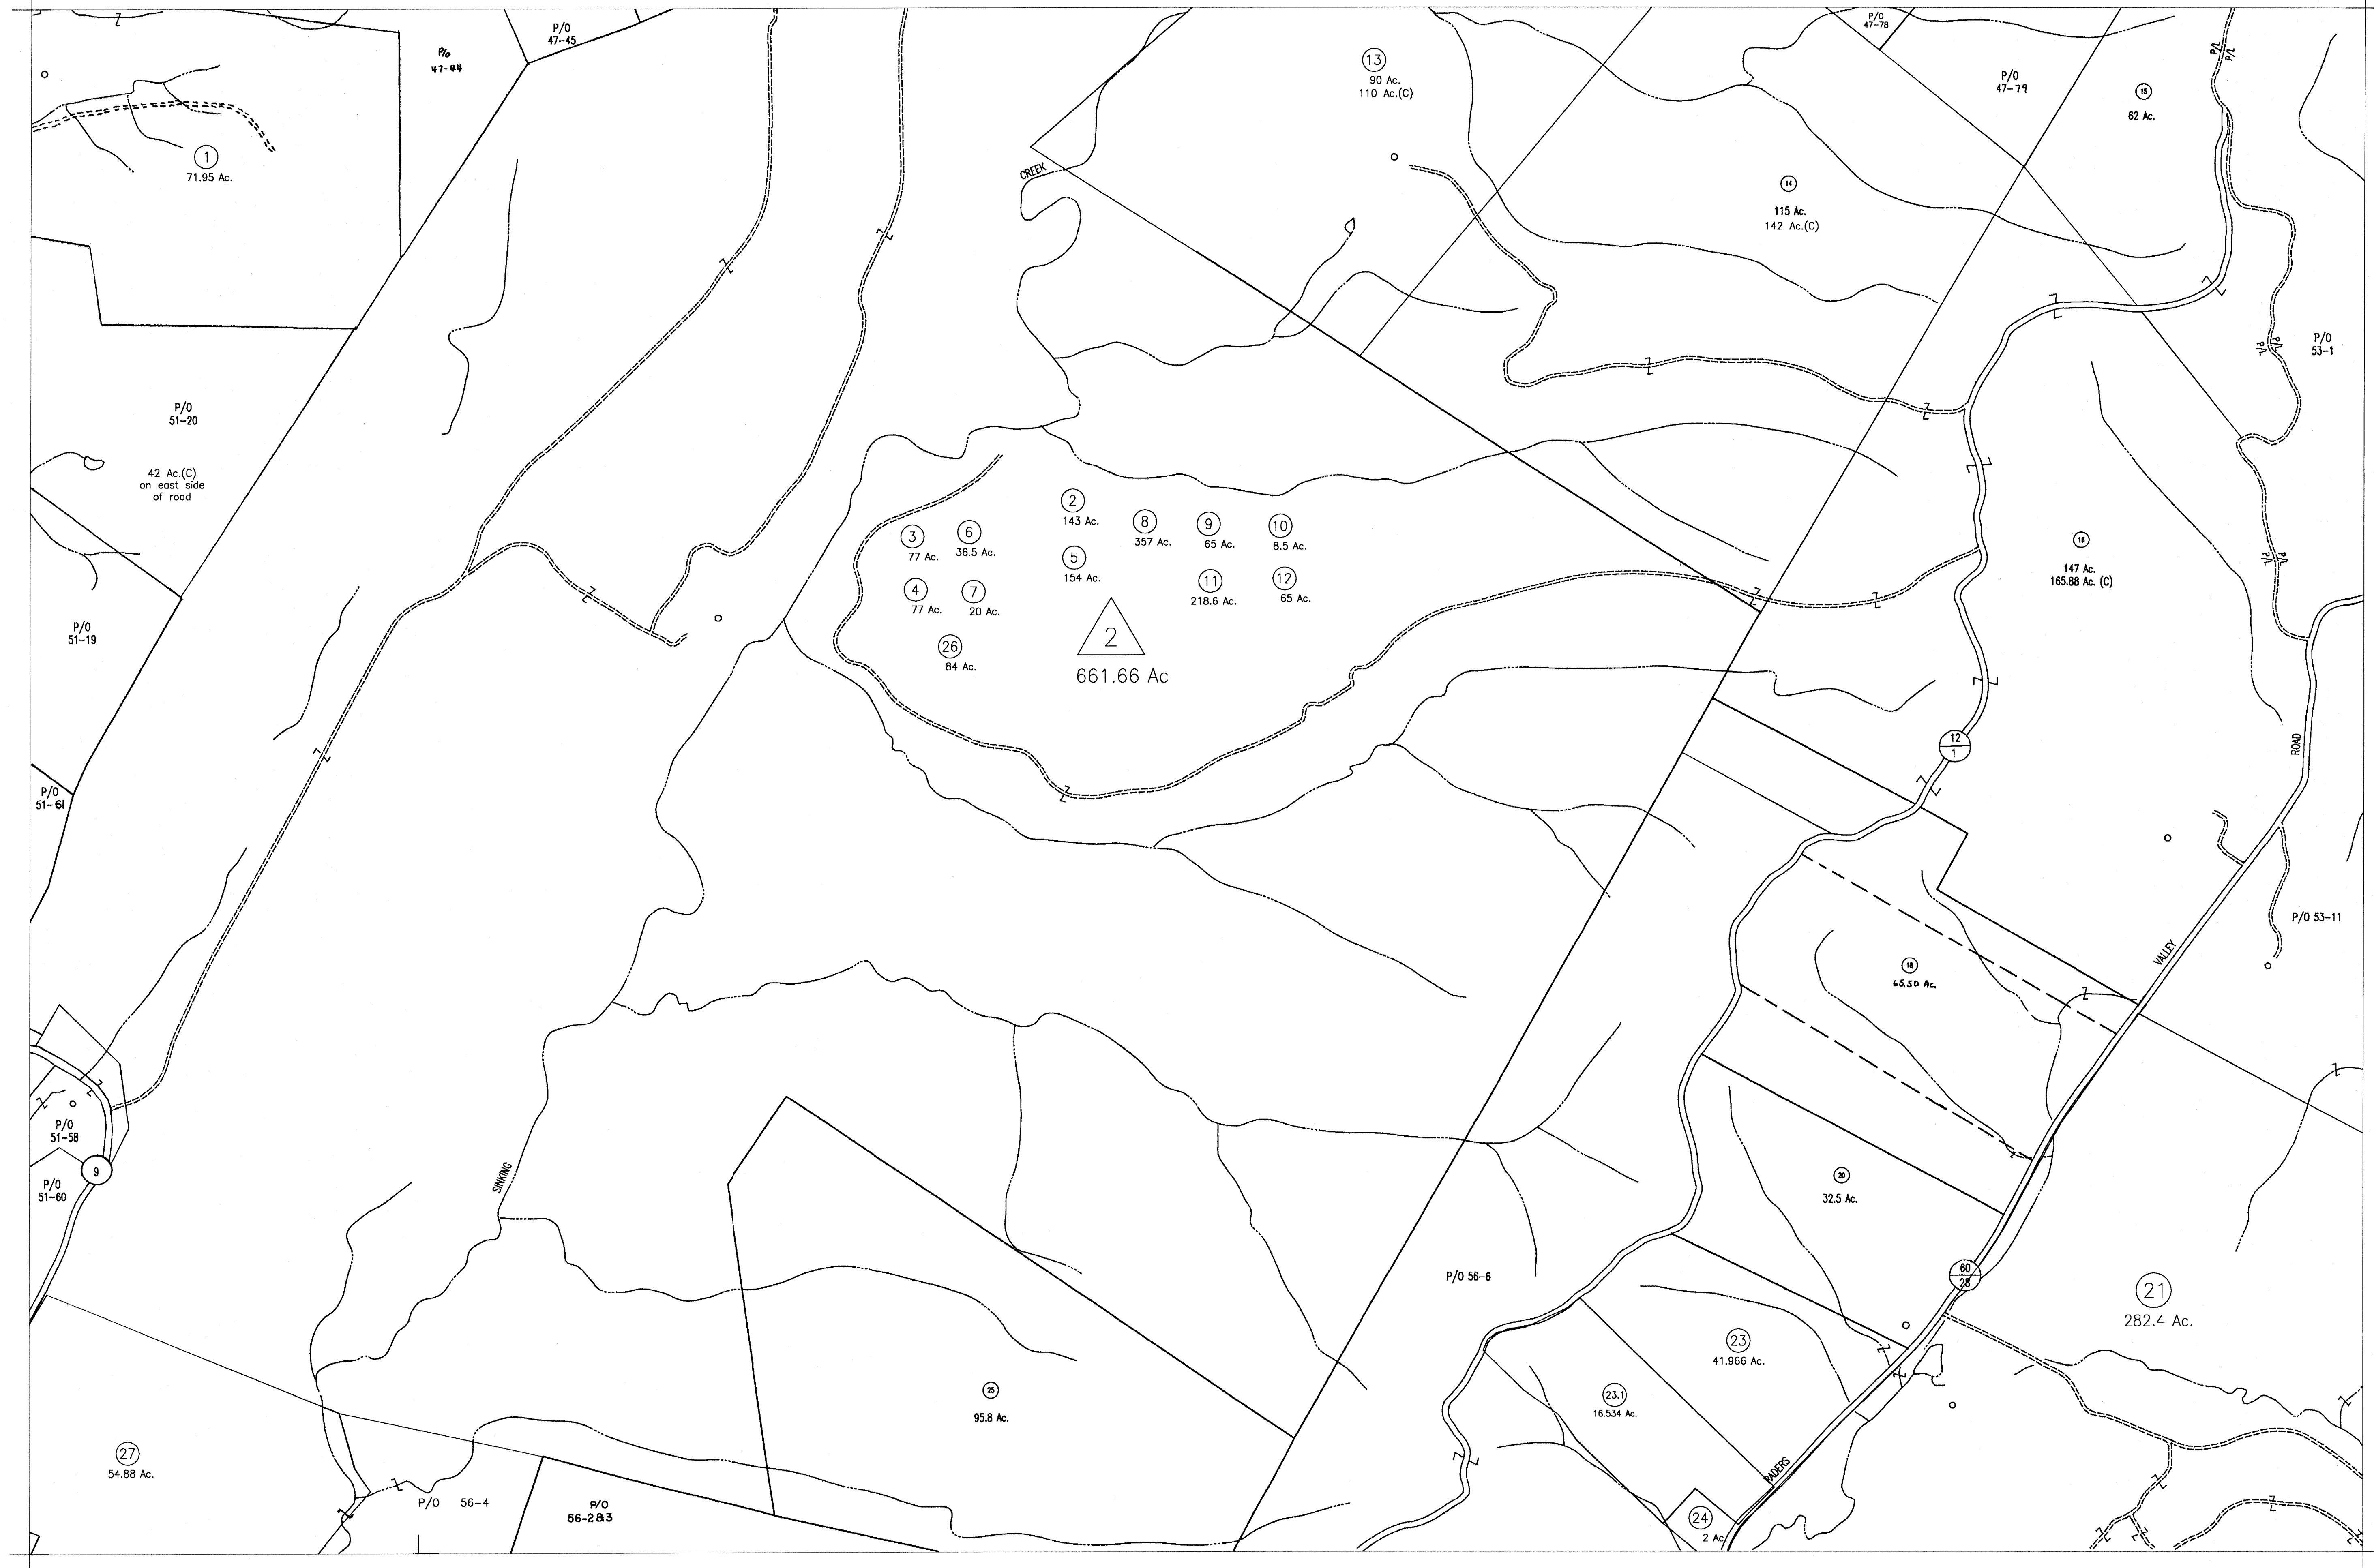 P/O
47-44
P/O
47-45
13
90 Ac.
110 Ac.(C)
P/O
47-78
P/O
47-79
15
62 Ac.
P/L
P/L
1
71.95 Ac.
CREEK
14
115 Ac.
142 Ac.(C)
P/O
53-1
P/L
P/L
P/O
51-20
42 Ac.(C)
on east side
of road
2
143 Ac.
3
77 Ac.
6
36.5 Ac.
8
357 Ac.
9
65 Ac.
10
8.5 Ac.
5
154 Ac.
4
77 Ac.
7
20 Ac.
11
218.6 Ac.
12
65 Ac.
26
84 Ac.
2
661.66 Ac
16
147 Ac.
165.88 Ac. (C)
P/L
P/L
P/O
51-19
12
1
ROAD
P/O
51-61
P/O 53-11
VALLEY
18
65.50 Ac.
P/O
51-58
9
P/O
51-60
SINKING
20
32.5 Ac.
P/O 56-6
60
28
21
282.4 Ac.
23
41.966 Ac.
25
95.8 Ac.
23.1
16.534 Ac.
27
54.88 Ac.
RADERS
P/O 56-4
P/O
56-2&3
24
2 Ac